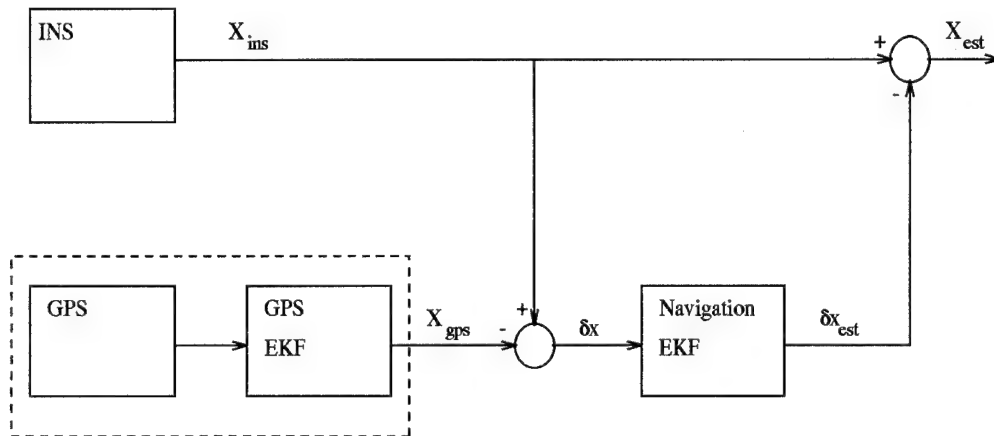 INS
X_ins
+
X_est
-
GPS
GPS
EKF
X_gps
-
+
δx
Navigation
EKF
δx_est